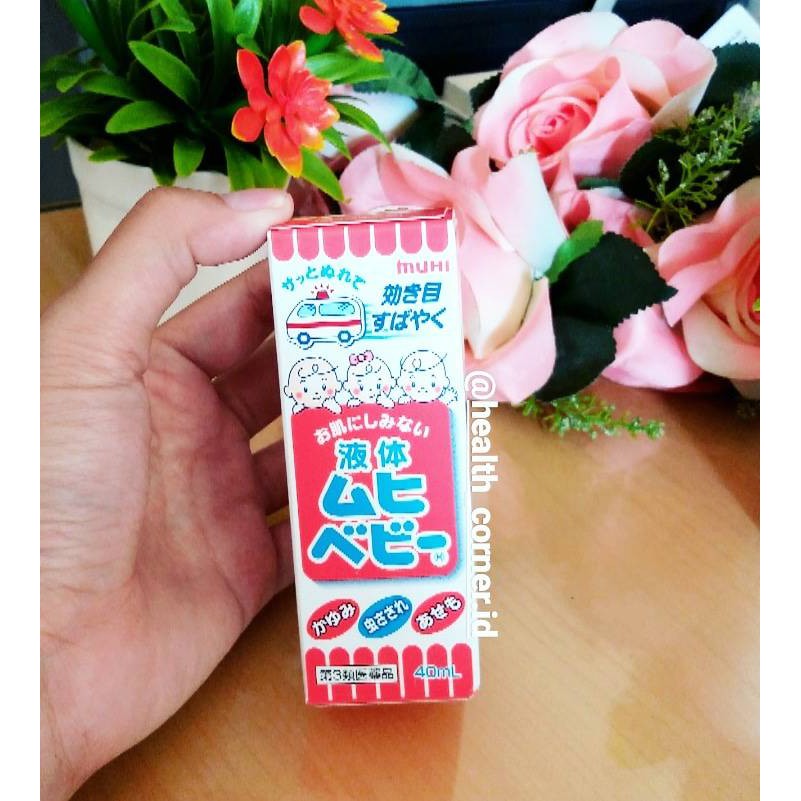 muHI
サッとぬれて
効き目
すばやく
お肌にしみない
液体
ムヒ
ベビー®
かゆみ
虫さされ
あせも
第3類医薬品
40mL
@health_corner.id